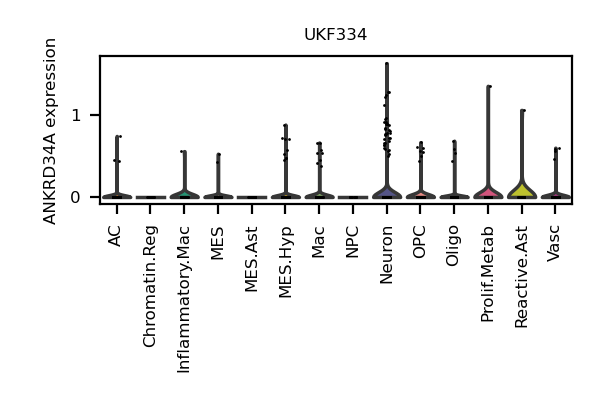 UKF334
ANKRD34A expression
1
0
AC
Chromatin.Reg
Inflammatory.Mac
MES
MES.Ast
MES.Hyp
Mac
NPC
Neuron
OPC
Oligo
Prolif.Metab
Reactive.Ast
Vasc